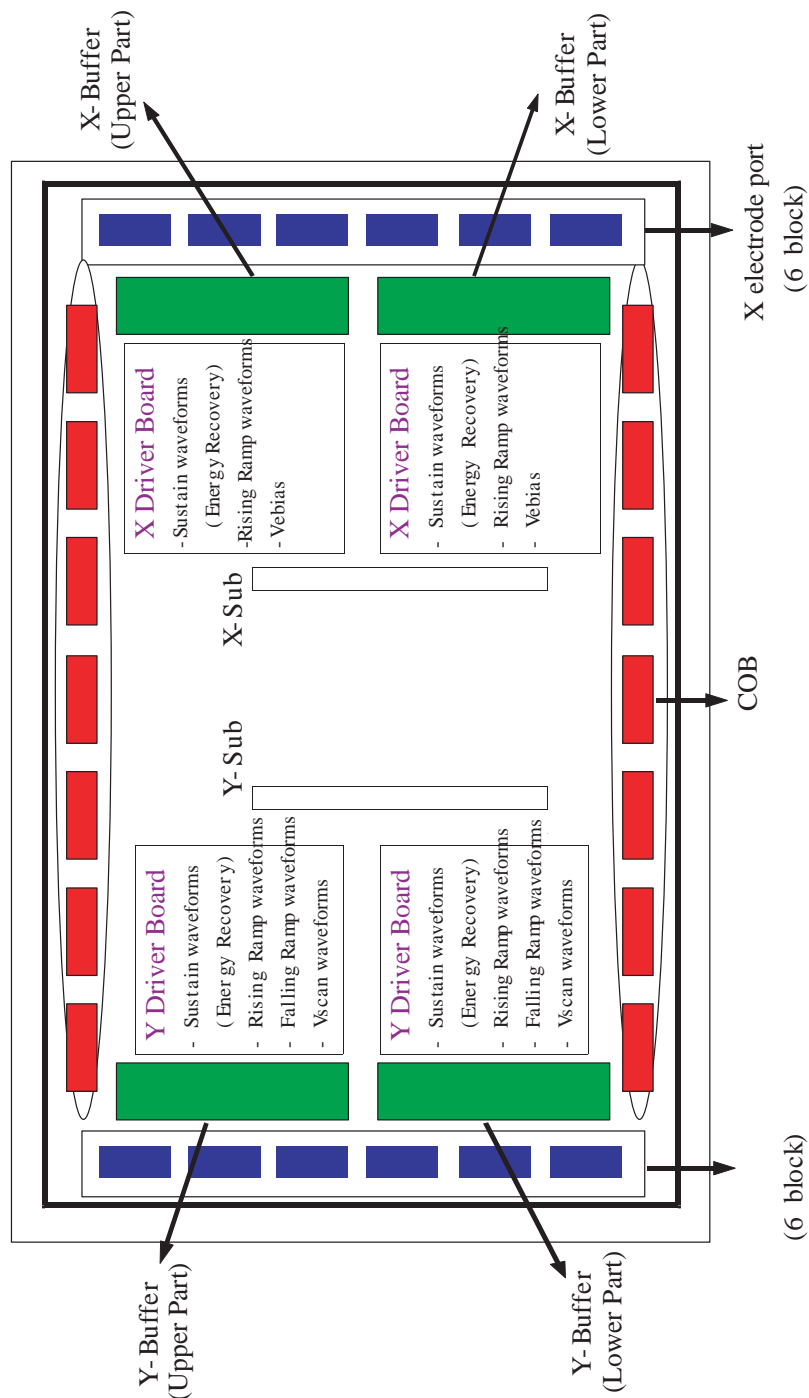 Y-Buffer
(Upper Part)
X-Buffer
(Upper Part)
Y Driver Board
- Sustain waveforms
(Energy Recovery)
- Rising Ramp waveforms
- Falling Ramp waveforms
- Vscan waveforms
Y-Sub
X-Sub
X Driver Board
- Sustain waveforms
(Energy Recovery)
-Rising Ramp waveforms
- Vebias
Y Driver Board
- Sustain waveforms
(Energy Recovery)
- Rising Ramp waveforms
- Falling Ramp waveforms
- Vscan waveforms
X Driver Board
- Sustain waveforms
(Energy Recovery)
- Rising Ramp waveforms
- Vebias
Y-Buffer
(Lower Part)
X-Buffer
(Lower Part)
(6 block)
COB
X electrode port
(6 block)